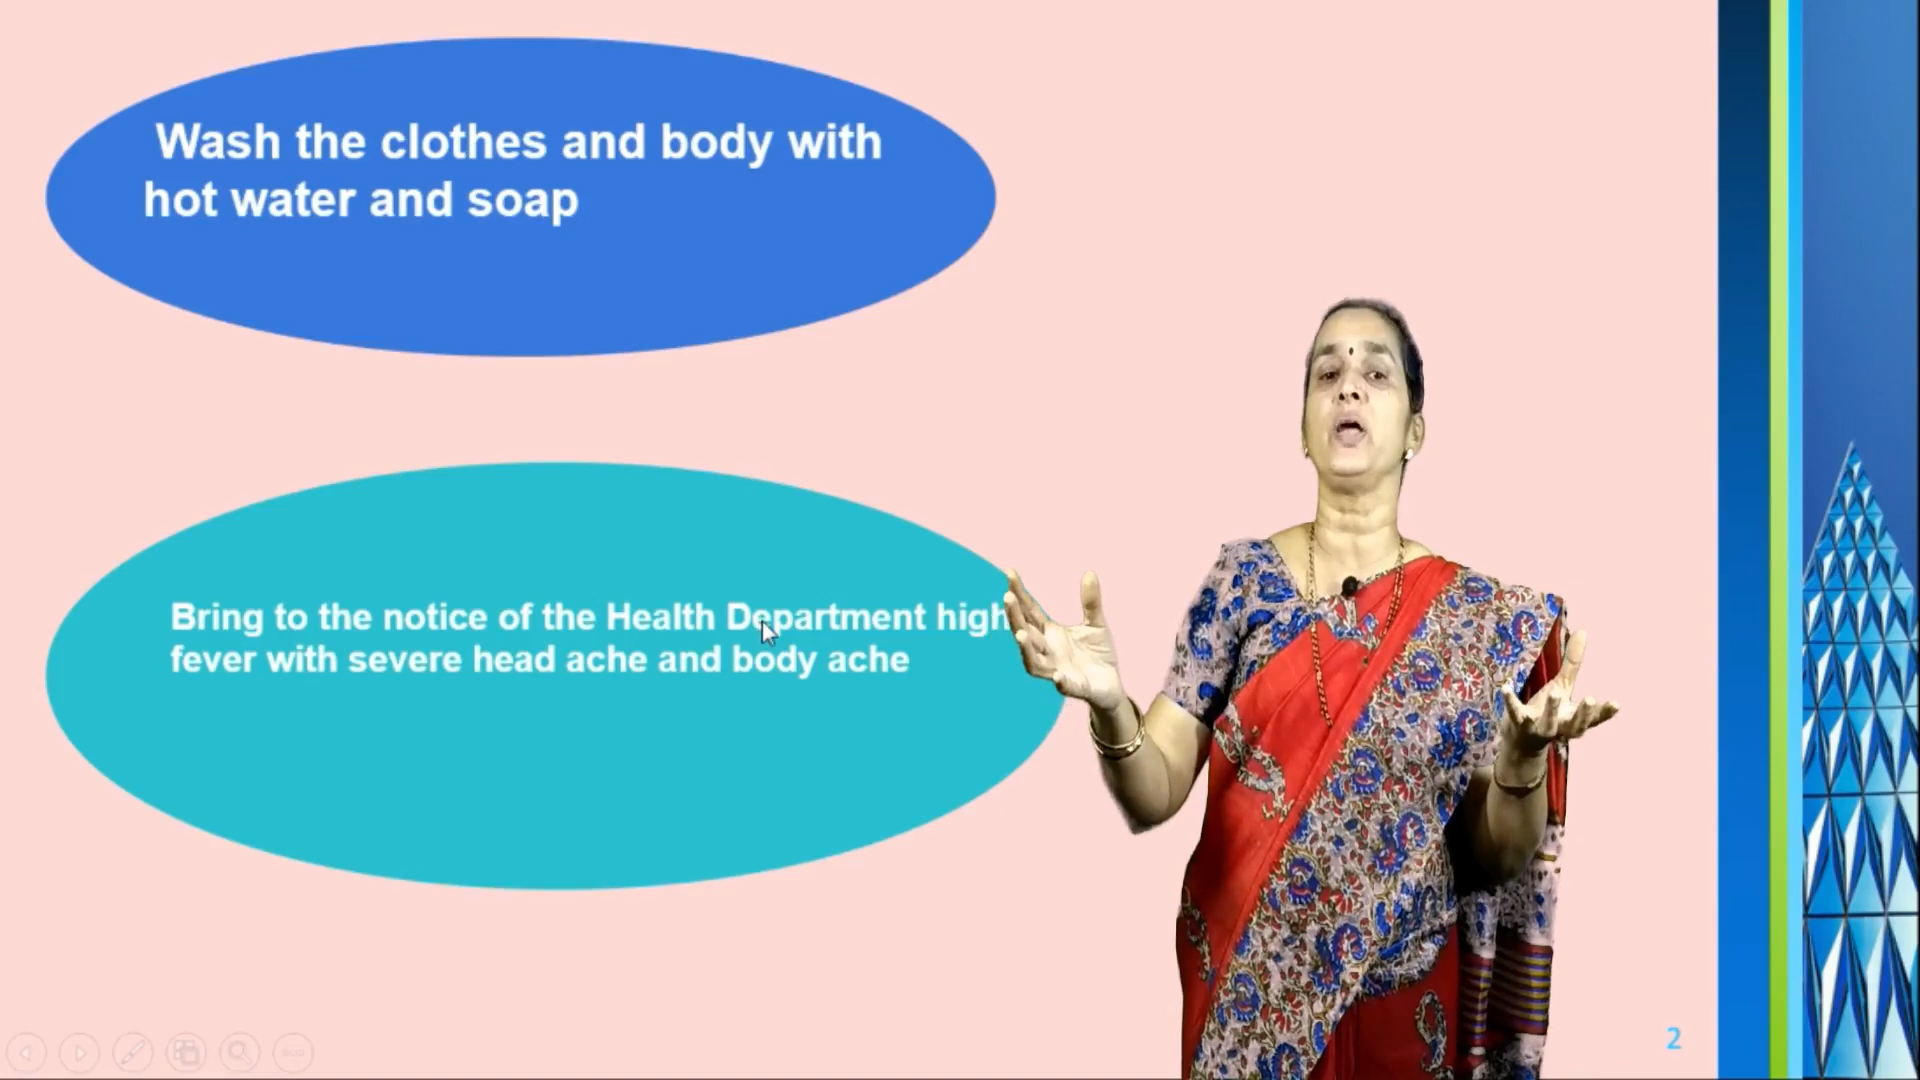 Wash the clothes and body with
hot water and soap
Bring to the notice of the Health Department high
fever with severe head ache and body ache
2